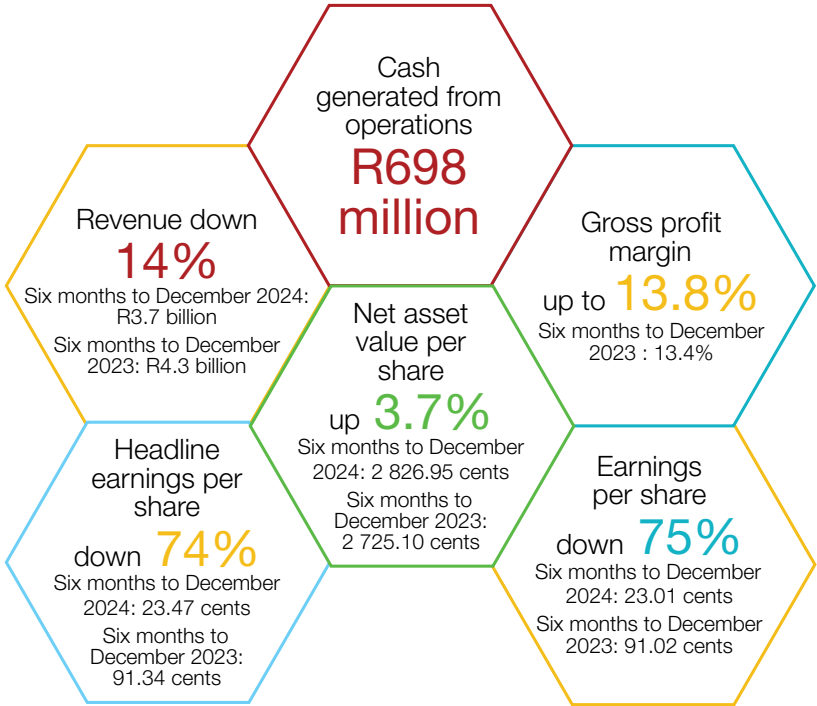 Cash
generated from
operations
R698
million
Revenue down
14%
Six months to December 2024:
R3.7 billion
Six months to December
2023: R4.3 billion
Gross profit
margin
up to 13.8%
Six months to December
2023 : 13.4%
Net asset
value per
share
up 3.7%
Six months to December
2024: 2 826.95 cents
Six months to
December 2023:
2 725.10 cents
Headline
earnings per
share
down 74%
Six months to December
2024: 23.47 cents
Six months to
December 2023:
91.34 cents
Earnings
per share
down 75%
Six months to December
2024: 23.01 cents
Six months to December
2023: 91.02 cents